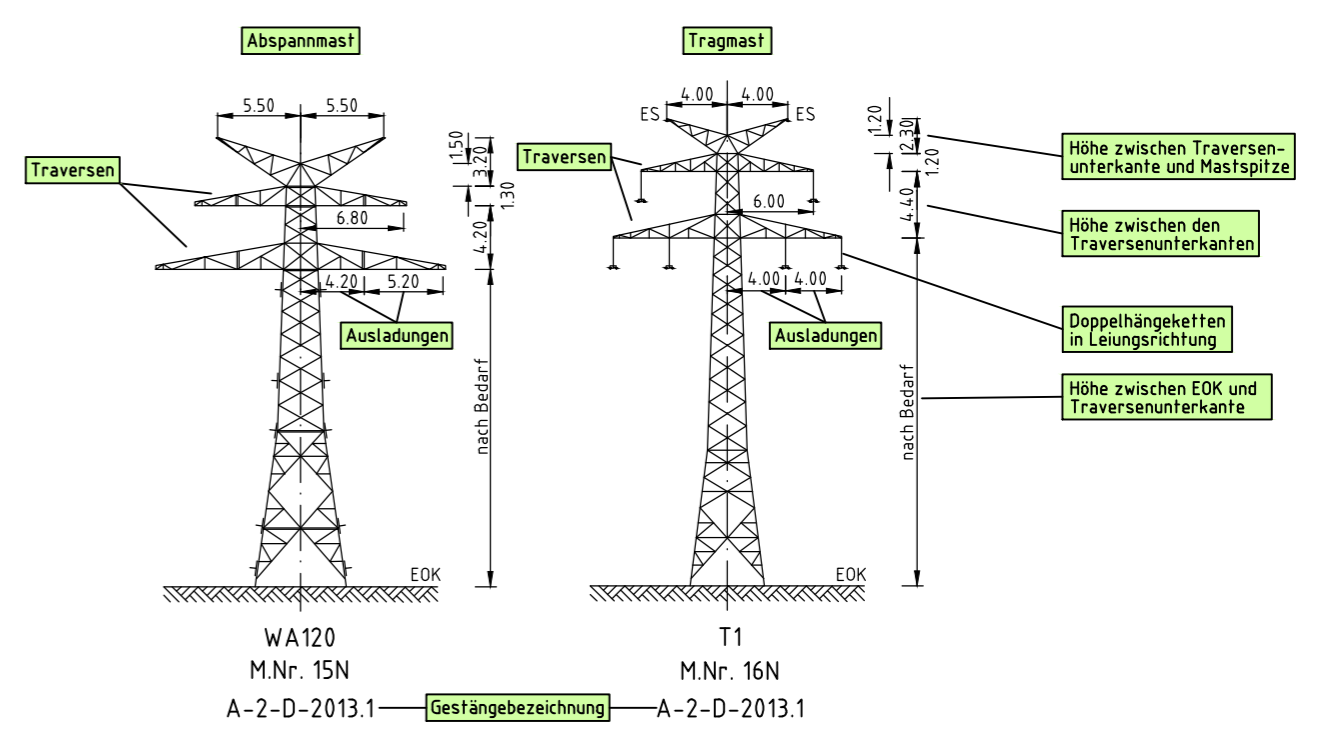 Abspannmast
5.50
5.50
1.50
3.20
1.30
Traversen
6.80
4.20
4.20
5.20
Ausladungen
nach Bedarf
EOK
WA120
M.Nr. 15N
A-2-D-2013.1
Gestängebezeichnung
Tragmast
4.00
4.00
ES
ES
1.20
2.30
1.20
Traversen
6.00
4.40
4.00
4.00
Ausladungen
nach Bedarf
EOK
T1
M.Nr. 16N
A-2-D-2013.1
Höhe zwischen Traversen-
unterkante und Mastspitze
Höhe zwischen den
Traversenunterkanten
Doppelhängeketten
in Leiungsrichtung
Höhe zwischen EOK und
Traversenunterkante